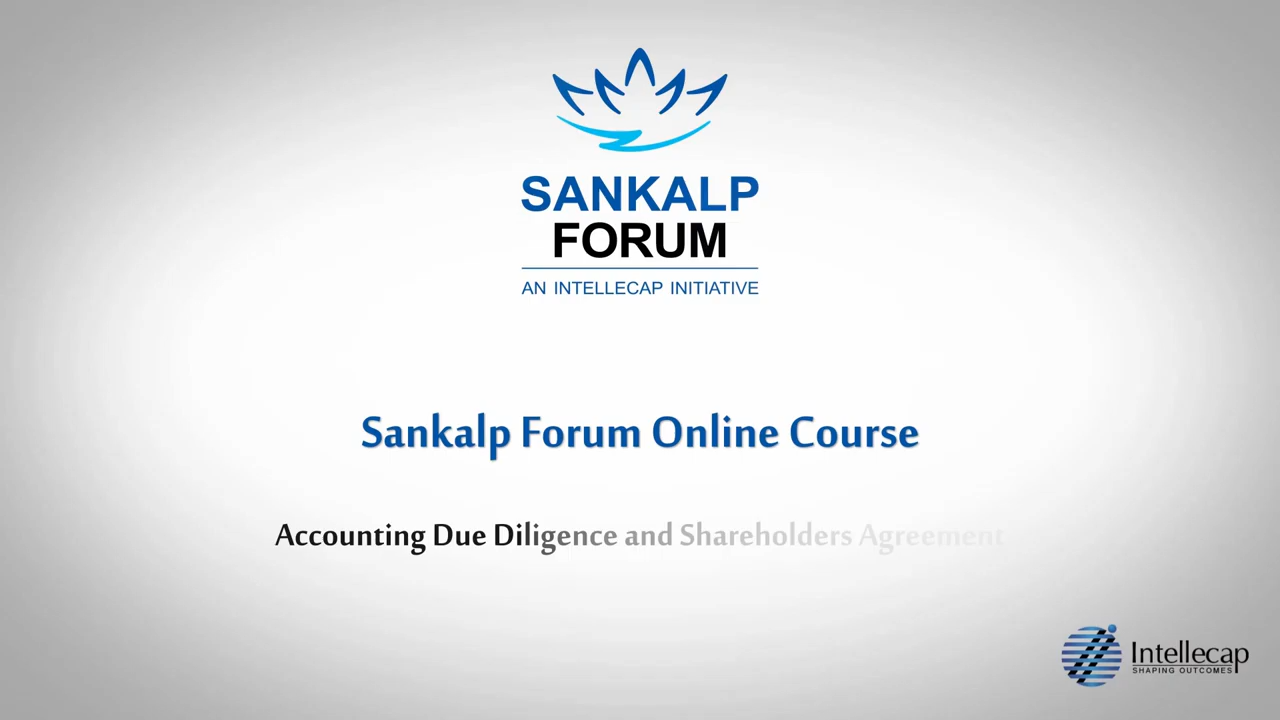 SANKALP
FORUM
AN INTELLECAP INITIATIVE
Sankalp Forum Online Course
Accounting Due Diligence and Shareholders Agreement
Intellecap
SHAPING OUTCOMES